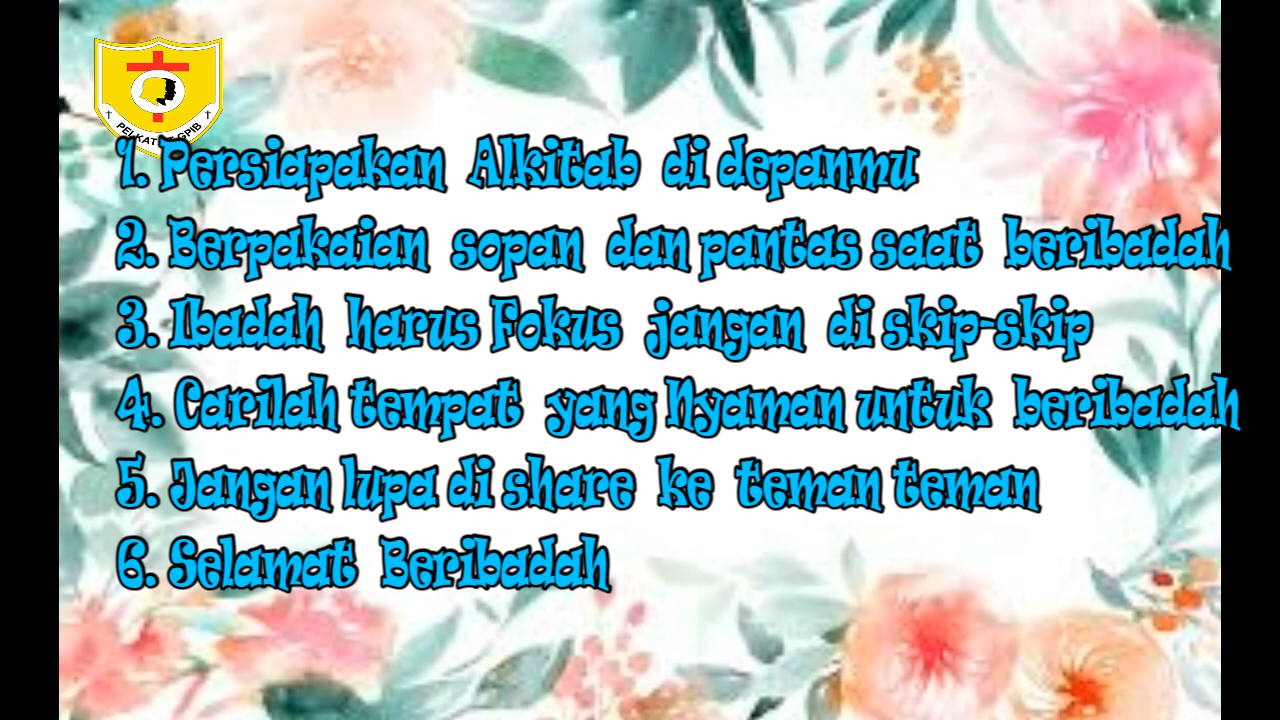 PELKAT GPIB
1. Persiapakan Alkitab di depanmu
2. Berpakaian sopan dan pantas saat beribadah
3. Ibadah harus Fokus jangan di skip-skip
4. Carilah tempat yang Nyaman untuk beribadah
5. Jangan lupa di share ke teman teman
6. Selamat Beribadah